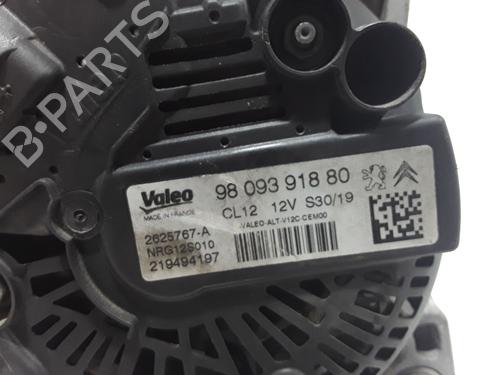 B-PARTS
Valeo
MADE IN FRANCE
98 093 918 80
CL12 12V S30/19
-VALEO-ALT-V12C-CEM00
2625767-A
NRG12S010
219494197